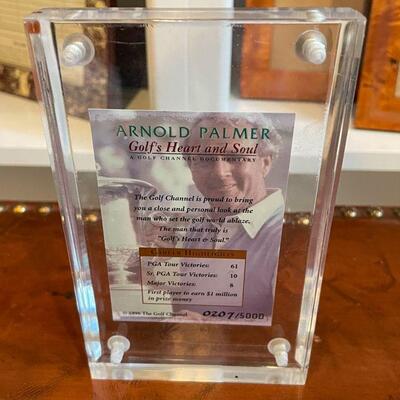 ARNOLD PALMER
Golf's Heart and Soul
A GOLF CHANNEL DOCUMENTARY
The Golf Channel is proud to bring
you a close and personal look at the
man who set the golf world ablaze.
The man that truly is
"Golf's Heart & Soul"
CAREER HIGHLIGHTS
PGA Tour Victories: 61
Sr. PGA Tour Victories: 10
Major Victories: 8
First player to earn $1 million
in prize money
© 1996 The Golf Channel 0207/5000